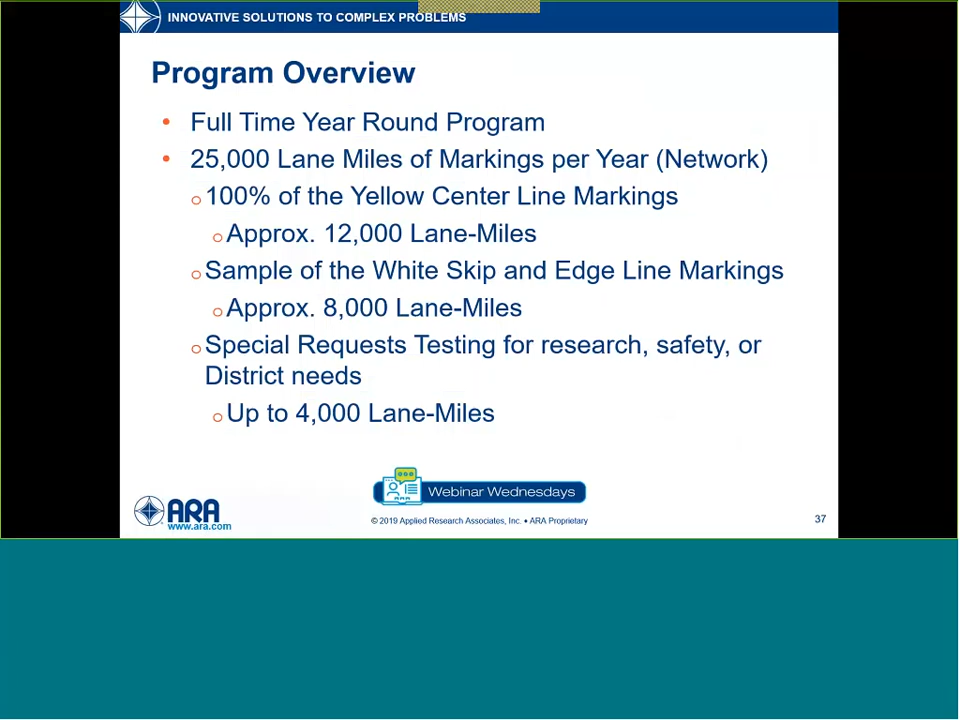 INNOVATIVE SOLUTIONS TO COMPLEX PROBLEMS
Program Overview
• Full Time Year Round Program
• 25,000 Lane Miles of Markings per Year (Network)
o 100% of the Yellow Center Line Markings
o Approx. 12,000 Lane-Miles
o Sample of the White Skip and Edge Line Markings
o Approx. 8,000 Lane-Miles
o Special Requests Testing for research, safety, or
District needs
o Up to 4,000 Lane-Miles
ARA
Webinar Wednesdays
ARA
www.ara.com
© 2019 Applied Research Associates, Inc. • ARA Proprietary
37